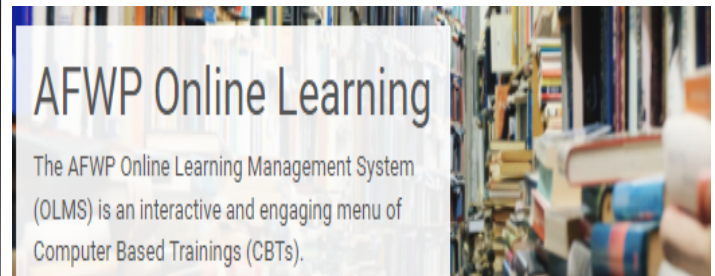 AFWP Online Learning
The AFWP Online Learning Management System
(OLMS) is an interactive and engaging menu of
Computer Based Trainings (CBTs).